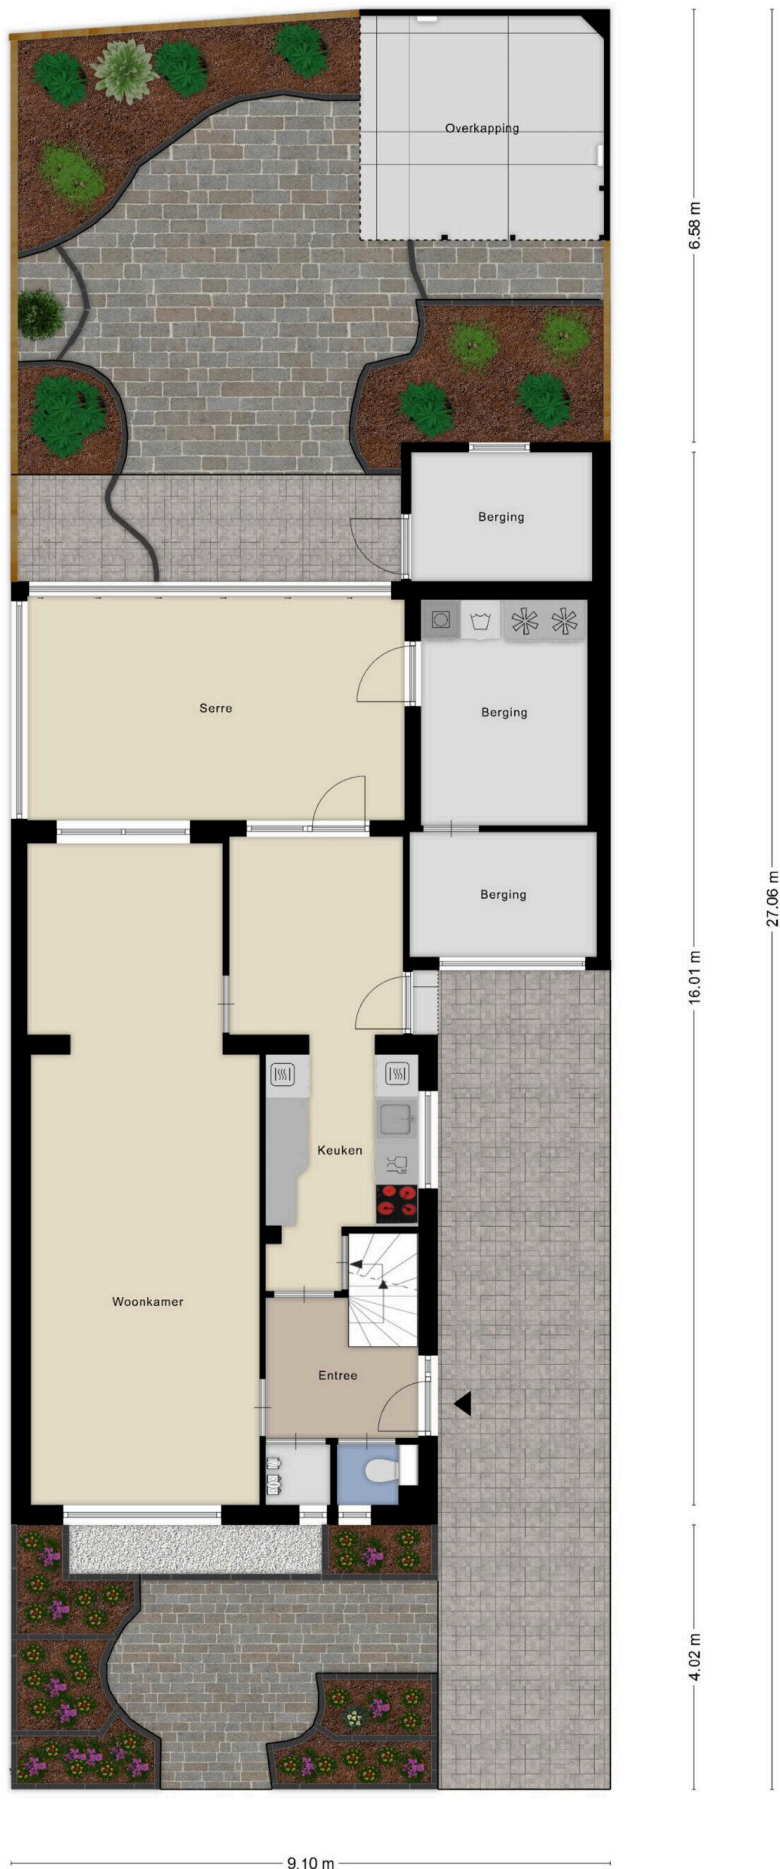 Overkapping
6.58 m
Berging
Serre
Berging
Berging
27.06 m
16.01 m
Keuken
Woonkamer
Entree
4.02 m
9.10 m